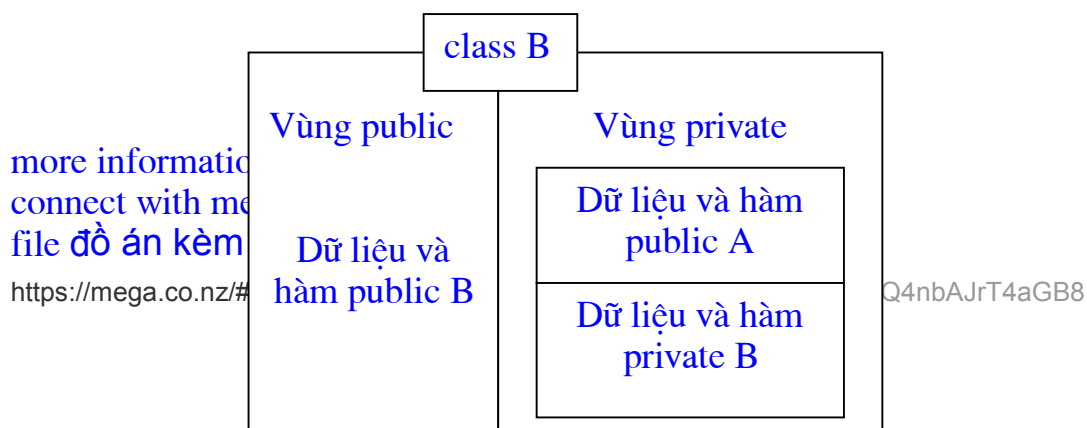 class B
Vùng public
Vùng private
more informatio
connect with me
file đồ án kèm
https://mega.co.nz/#
Dữ liệu và
hàm public B
Dữ liệu và hàm
public A
Dữ liệu và hàm
private B
Q4nbAJrT4aGB8